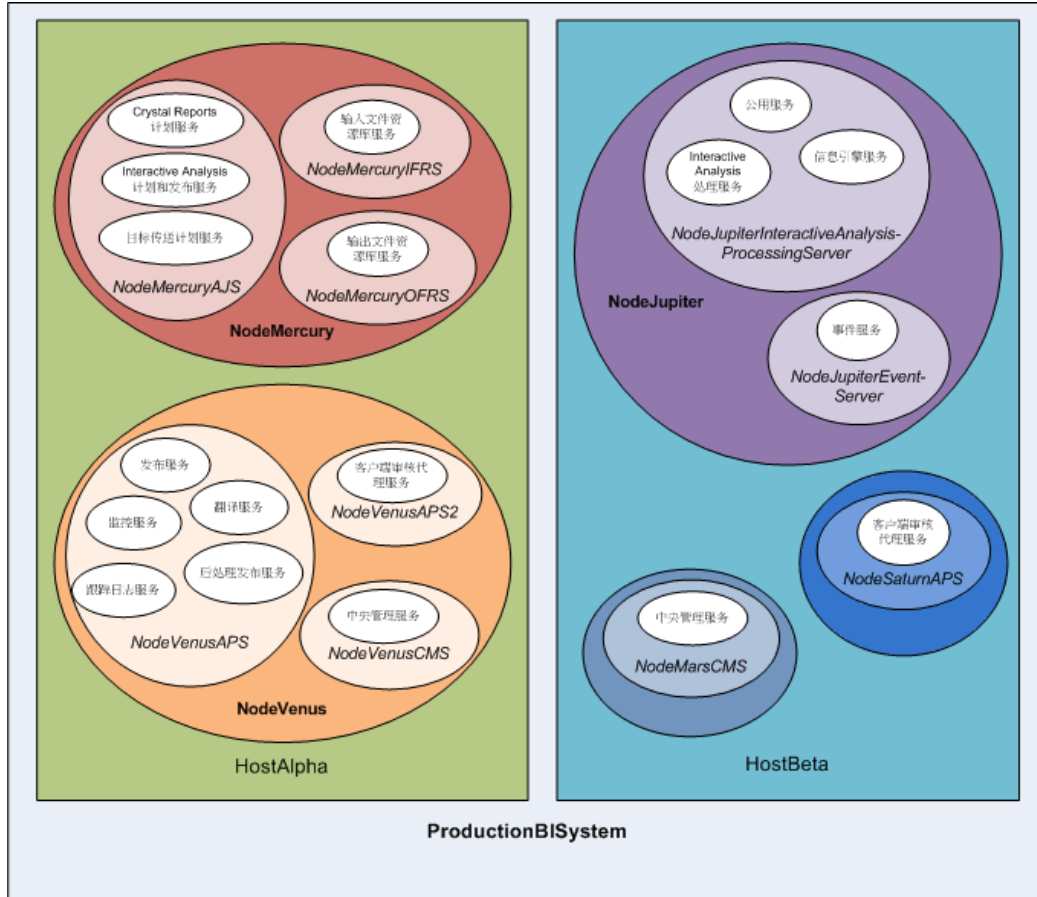 Crystal Reports
计划服务
Interactive Analysis
计划和发布服务
目标传送计划服务
NodeMercuryAJS
输入文件资
源库服务
NodeMercuryIFRS
输出文件资
源库服务
NodeMercuryOFRS
NodeMercury
发布服务
监控服务
翻译服务
跟踪日志服务
后处理发布服务
NodeVenusAPS
客户端审核代
理服务
NodeVenusAPS2
中央管理服务
NodeVenusCMS
NodeVenus
HostAlpha
公用服务
Interactive
Analysis
处理服务
信息引擎服务
NodeJupiterInteractiveAnalysis-
ProcessingServer
NodeJupiter
事件服务
NodeJupiterEvent-
Server
客户端审核
代理服务
NodeSaturnAPS
中央管理服务
NodeMarsCMS
HostBeta
ProductionBISystem